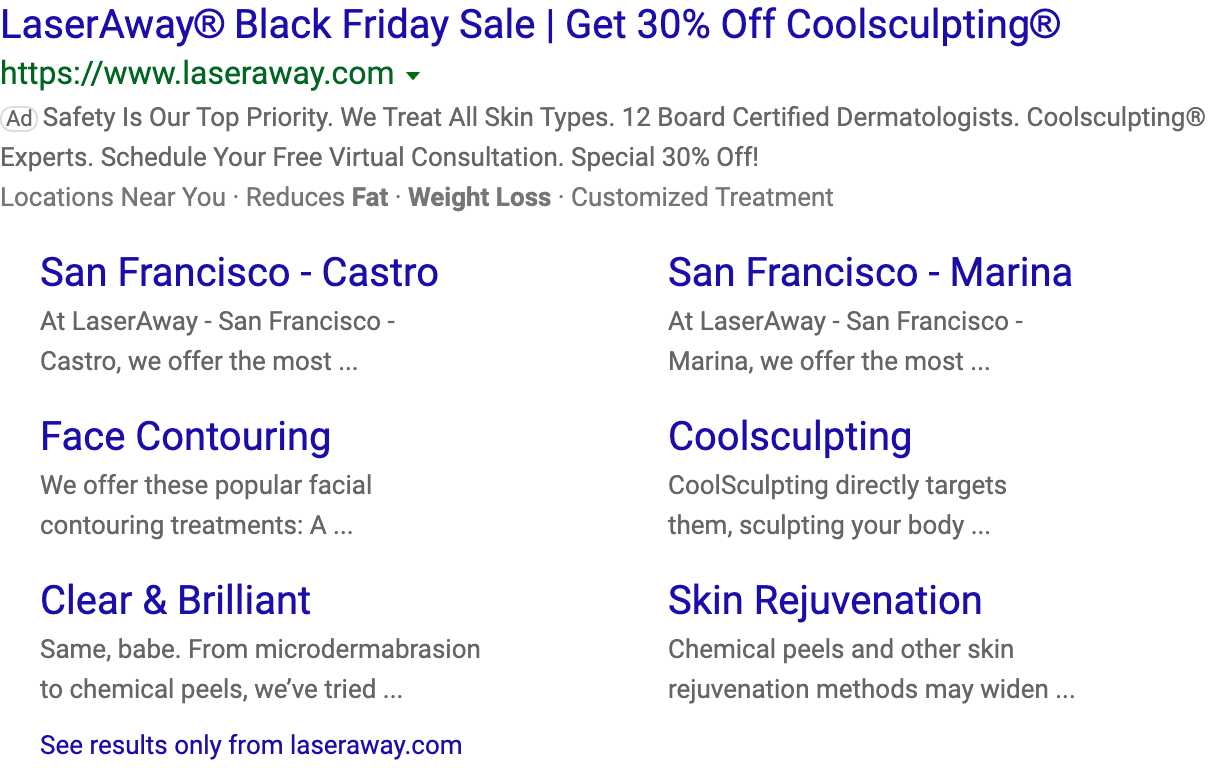 LaserAway® Black Friday Sale | Get 30% Off Coolsculpting®
https://www.laseraway.com
Ad Safety Is Our Top Priority. We Treat All Skin Types. 12 Board Certified Dermatologists. Coolsculpting®
Experts. Schedule Your Free Virtual Consultation. Special 30% Off!
Locations Near You · Reduces Fat · Weight Loss · Customized Treatment
San Francisco - Castro
At LaserAway - San Francisco -
Castro, we offer the most ...
San Francisco - Marina
At LaserAway - San Francisco -
Marina, we offer the most ...
Face Contouring
We offer these popular facial
contouring treatments: A ...
Coolsculpting
CoolSculpting directly targets
them, sculpting your body ...
Clear & Brilliant
Same, babe. From microdermabrasion
to chemical peels, we’ve tried ...
Skin Rejuvenation
Chemical peels and other skin
rejuvenation methods may widen ...
See results only from laseraway.com